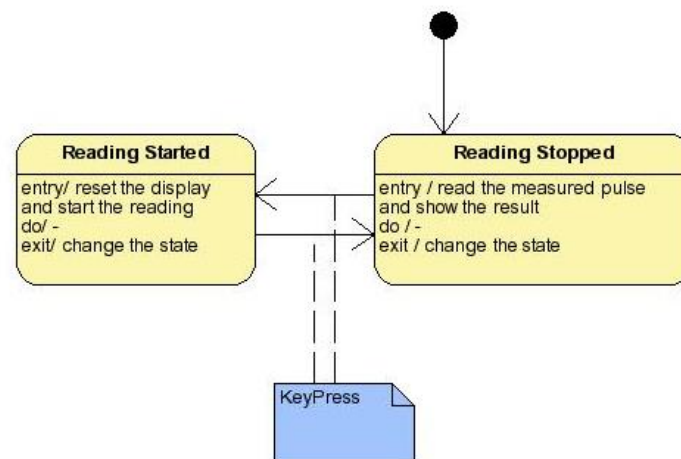 Reading Started
entry/ reset the display
and start the reading
do/ -
exit/ change the state
Reading Stopped
entry / read the measured pulse
and show the result
do / -
exit / change the state
KeyPress